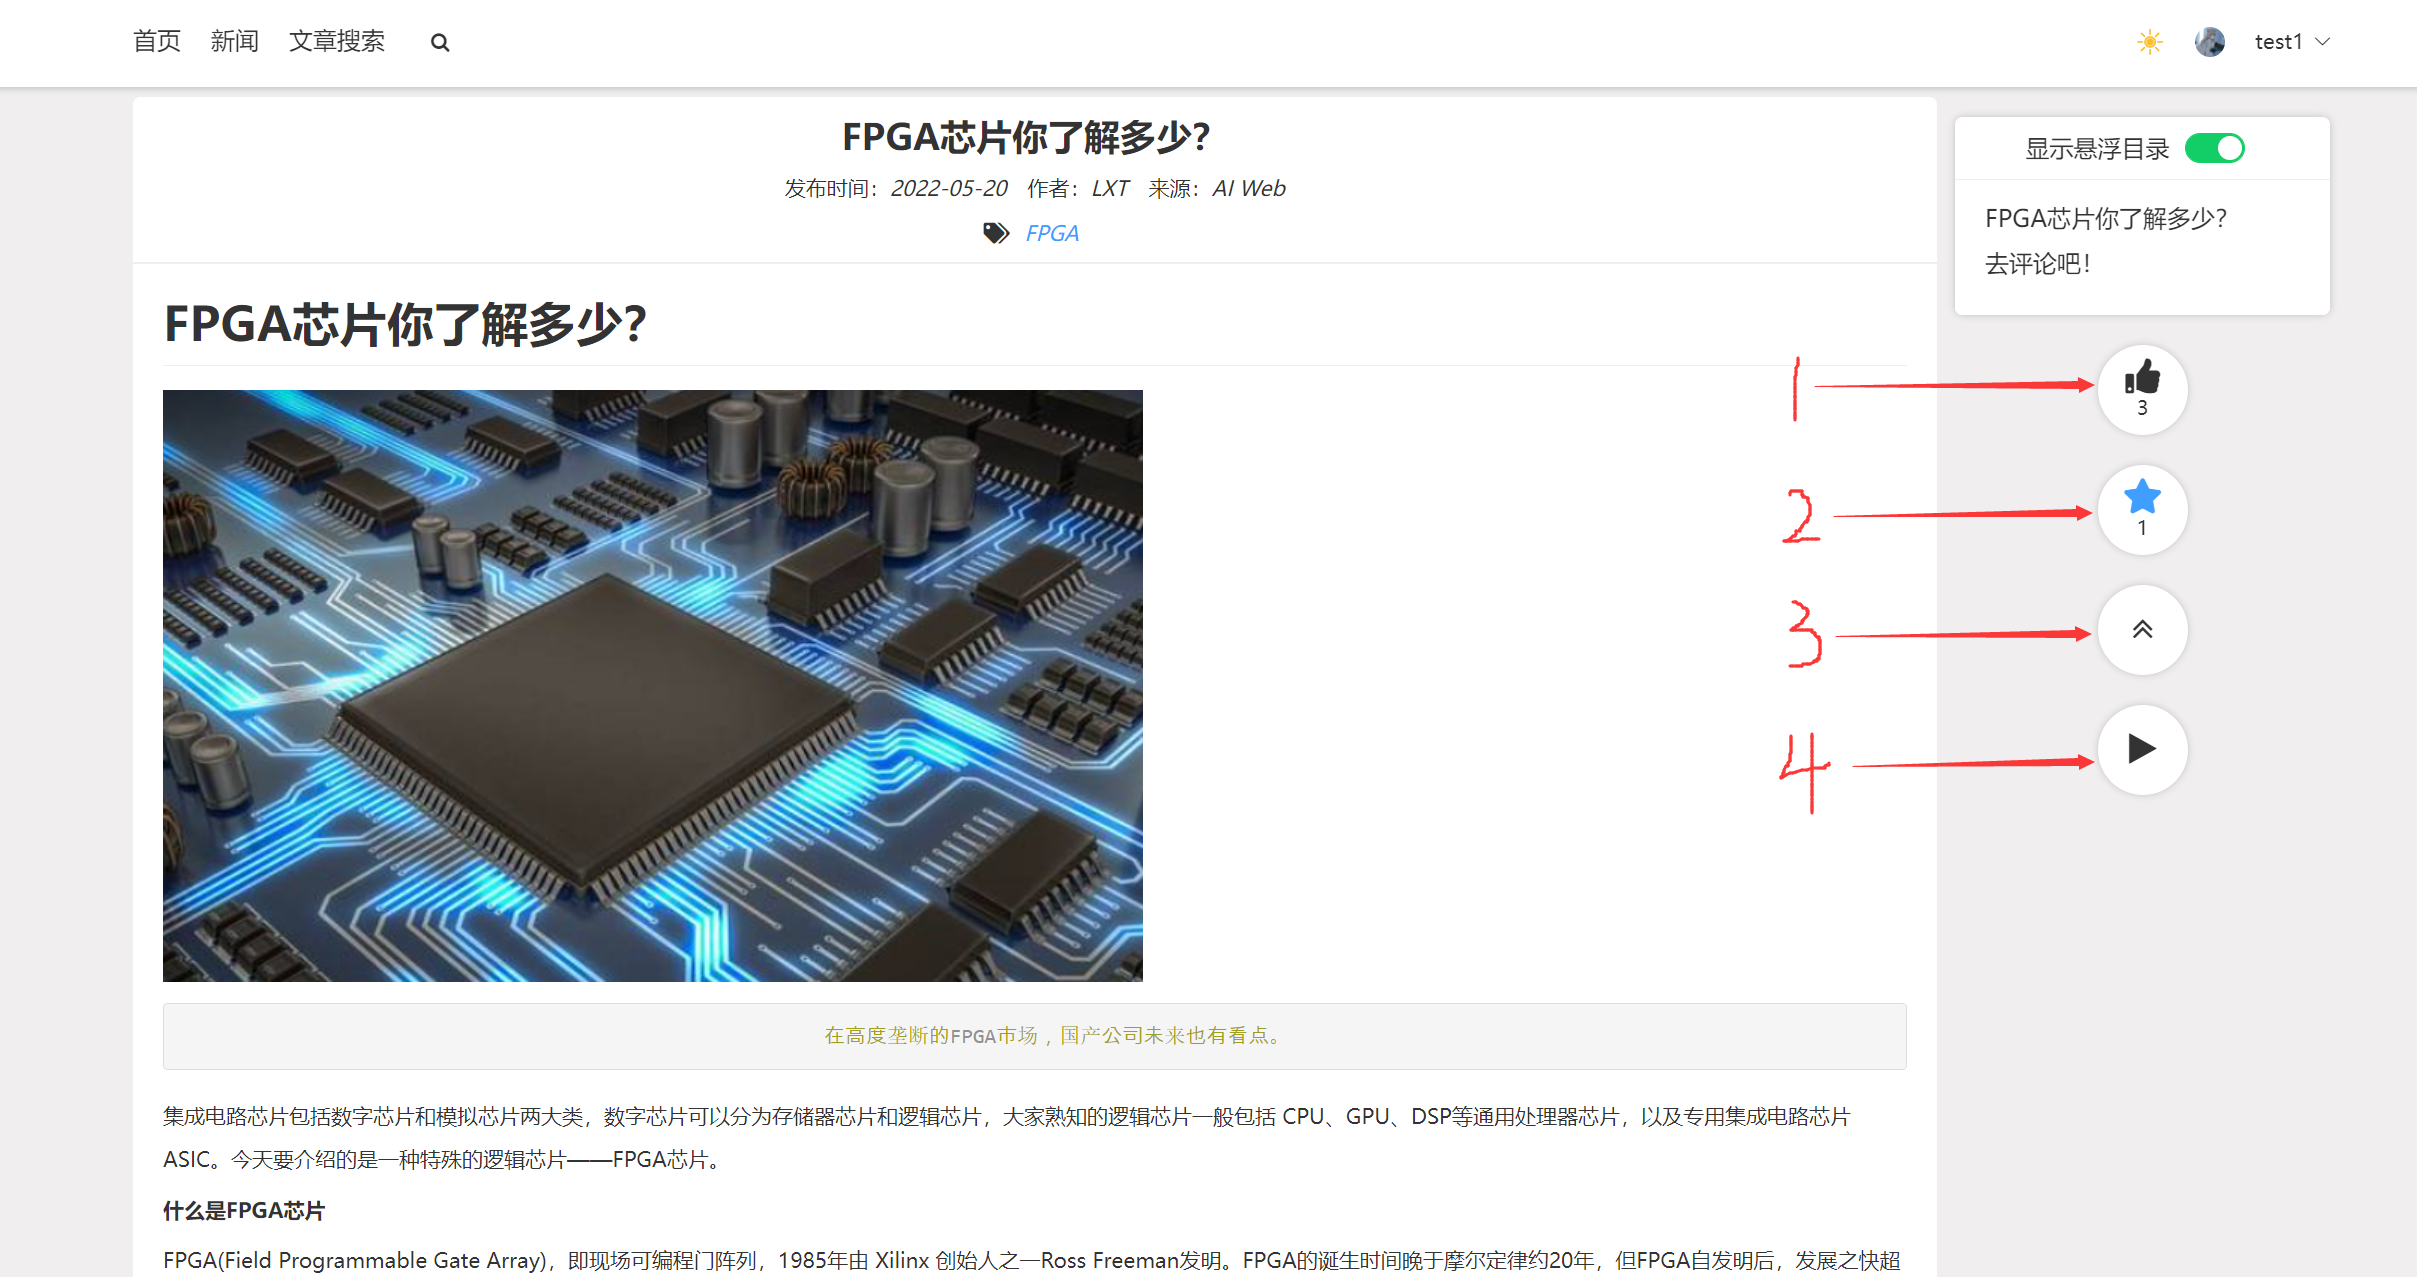 首页 新闻 文章搜索
test1
FPGA芯片你了解多少?
发布时间：2022-05-20 作者：LXT 来源：AI Web
FPGA
显示悬浮目录
FPGA芯片你了解多少?
去评论吧！
FPGA芯片你了解多少?
1
3
2
1
3
4
在高度垄断的FPGA市场，国产公司未来也有看点。
集成电路芯片包括数字芯片和模拟芯片两大类，数字芯片可以分为存储器芯片和逻辑芯片，大家熟知的逻辑芯片一般包括 CPU、GPU、DSP等通用处理器芯片，以及专用集成电路芯片
ASIC。今天要介绍的是一种特殊的逻辑芯片——FPGA芯片。
什么是FPGA芯片
FPGA(Field Programmable Gate Array)，即现场可编程门阵列，1985年由 Xilinx 创始人之一Ross Freeman发明。FPGA的诞生时间晚于摩尔定律约20年，但FPGA自发明后，发展之快超